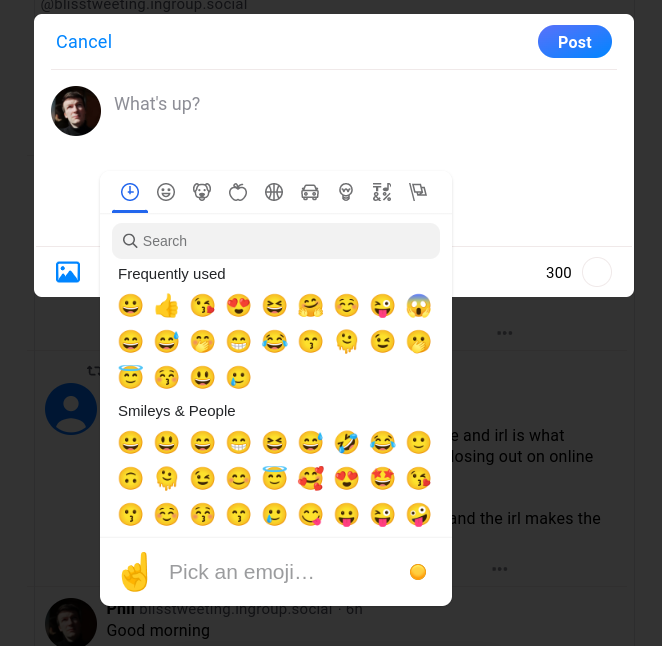 @blisstweeting.ingroup.social
Cancel
Post
What's up?
Search
Frequently used
300
Smileys & People
e and irl is what
losing out on online
and the irl makes the
Pick an emoji…
Phil blisstweeting.ingroup.social · 6h
Good morning